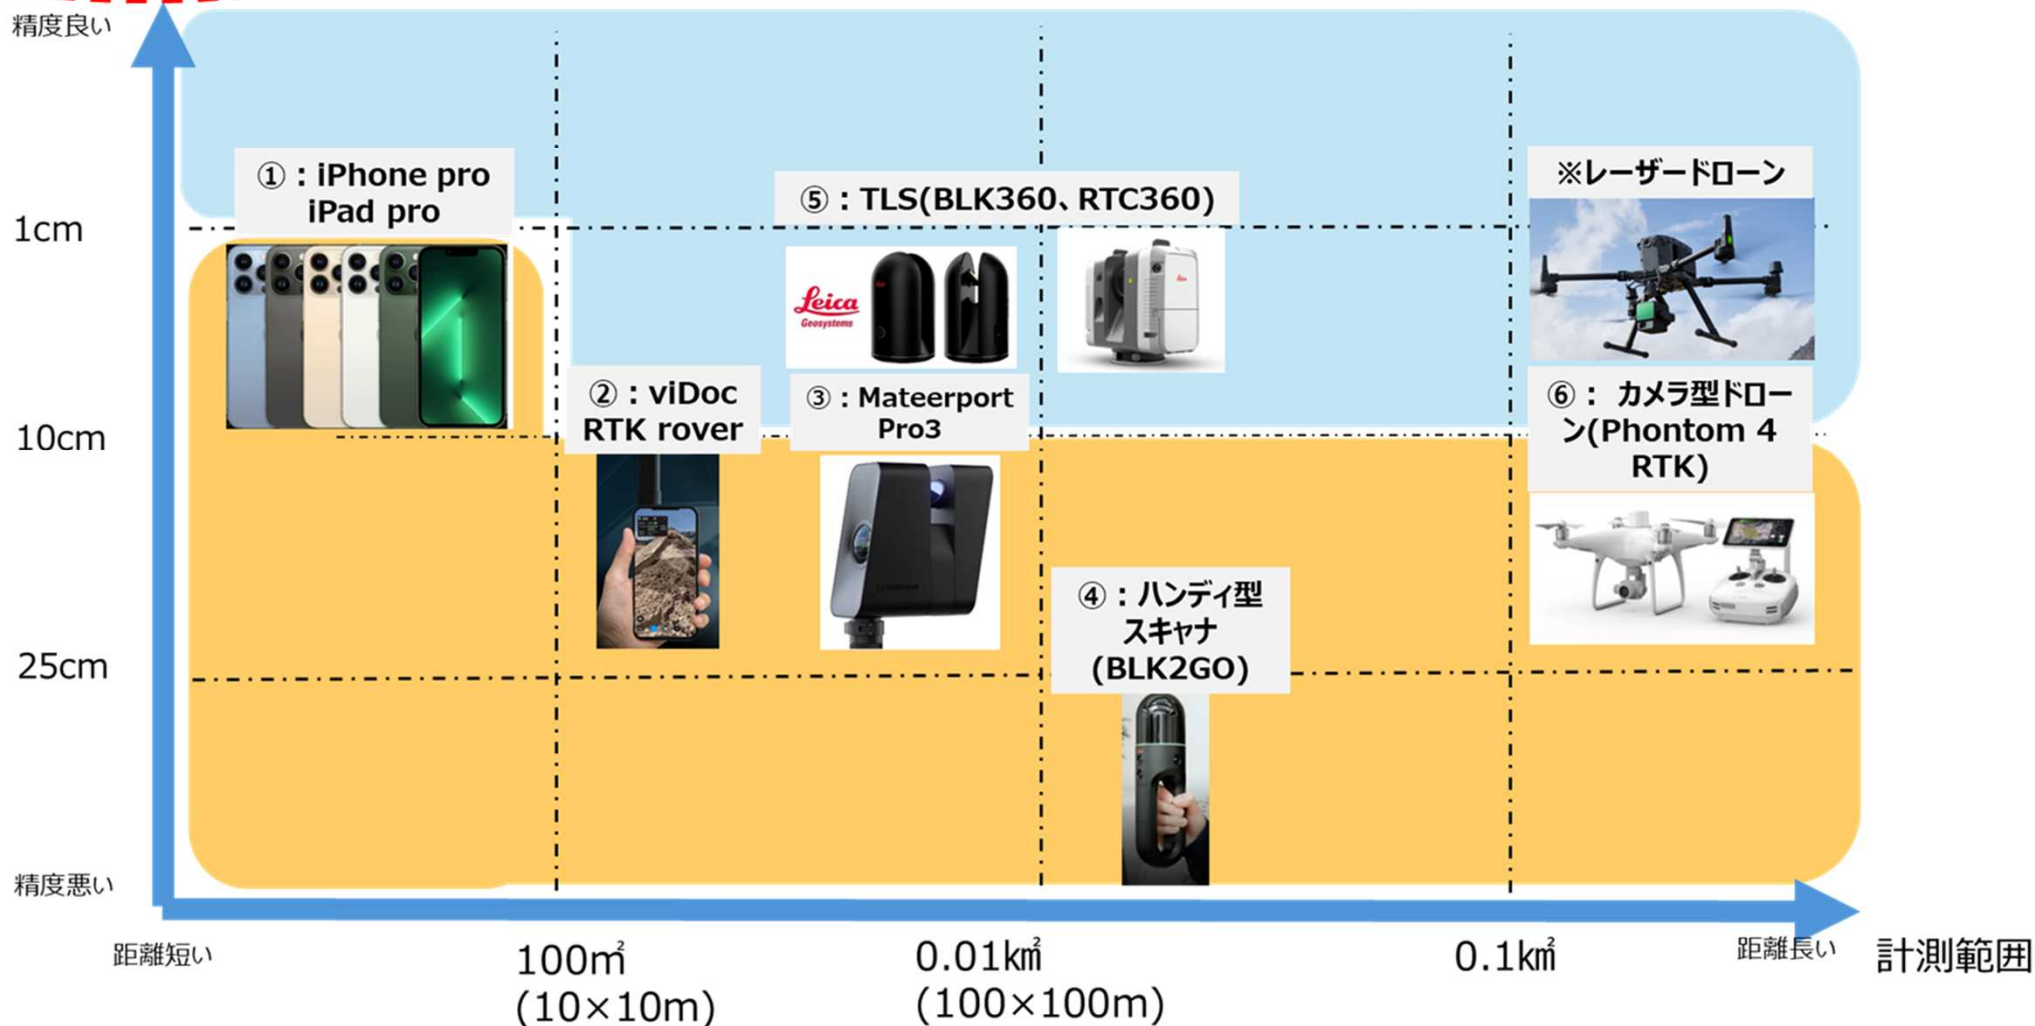 精度良い
①：iPhone pro
iPad pro
⑤：TLS(BLK360、RTC360)
※レーザードローン
1cm
Leica
Geosystems
②：viDoc
RTK rover
③：Mateerport
Pro3
⑥： カメラ型ドロー
ン(Phontom 4
RTK)
10cm
④：ハンディ型
スキャナ
(BLK2GO)
25cm
精度悪い
距離短い
100㎡
(10×10m)
0.01㎢
(100×100m)
0.1㎢
距離長い
計測範囲